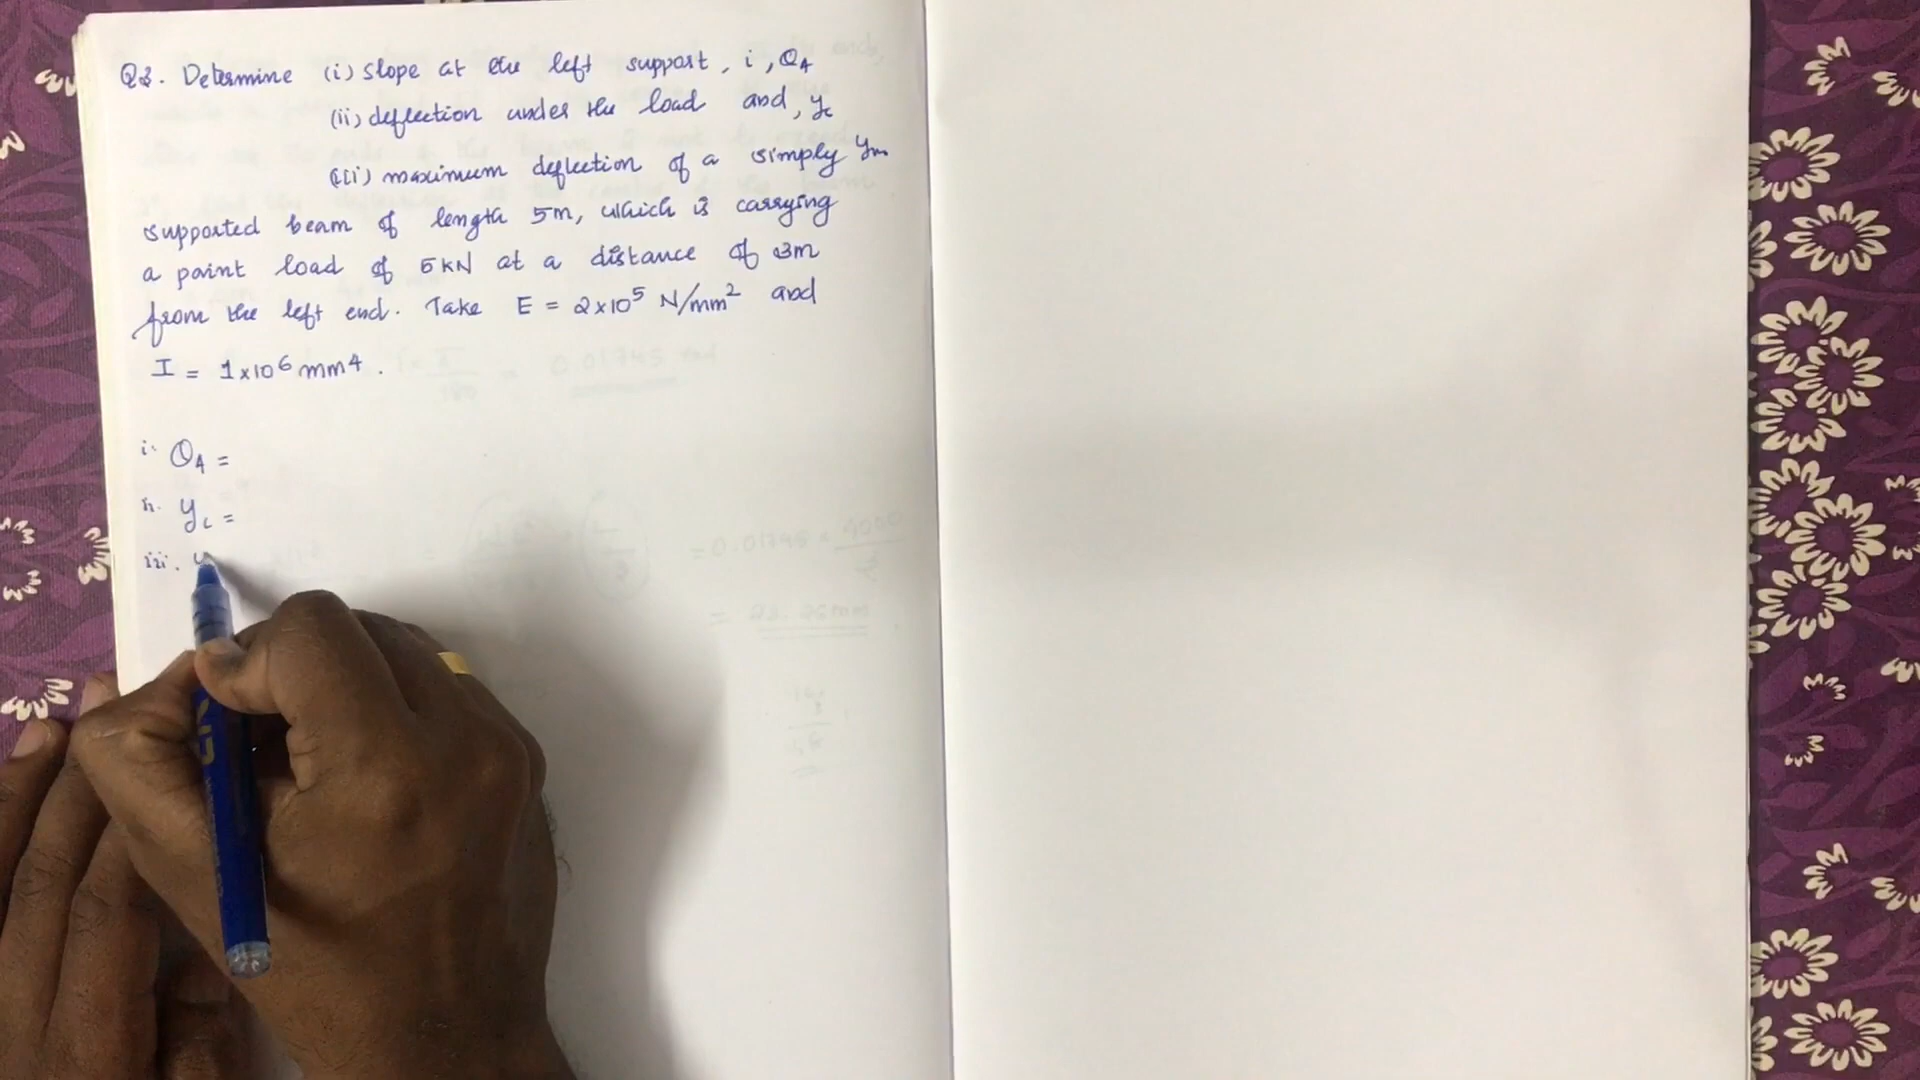 Q2. Determine (i) slope at the left support, i, θA
(ii) deflection under the load and, yc
(iii) maximum deflection of a simply ym
supported beam of length 5m, which is carrying
a point load of 5KN at a distance of 3m
from the left end. Take E = 2×10⁵ N/mm² and
I = 1×10⁶ mm⁴.
i. θA =
ii. yc =
iii. y